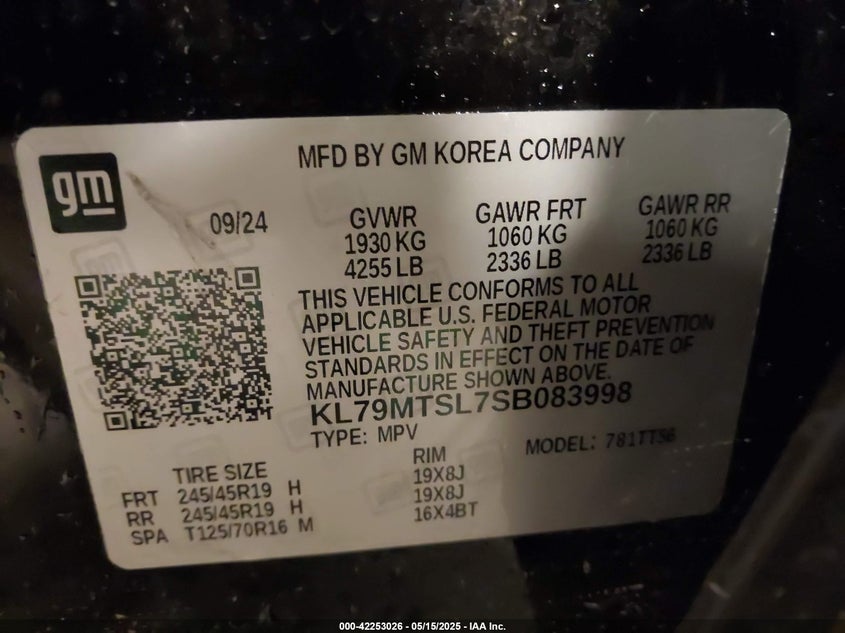 gm
MFD BY GM KOREA COMPANY
09/24
GVWR GAWR FRT GAWR RR
1930 KG 1060 KG 1060 KG
4255 LB 2336 LB 2336 LB
THIS VEHICLE CONFORMS TO ALL
APPLICABLE U.S. FEDERAL MOTOR
VEHICLE SAFETY AND THEFT PREVENTION
STANDARDS IN EFFECT ON THE DATE OF
MANUFACTURE SHOWN ABOVE.
KL79MTSL7SB083998
TYPE: MPV MODEL: 781TTS6
TIRE SIZE RIM
FRT 245/45R19 H 19X8J
RR 245/45R19 H 19X8J
SPA T125/70R16 M 16X4BT
000-42253026 - 05/15/2025 - IAA Inc.